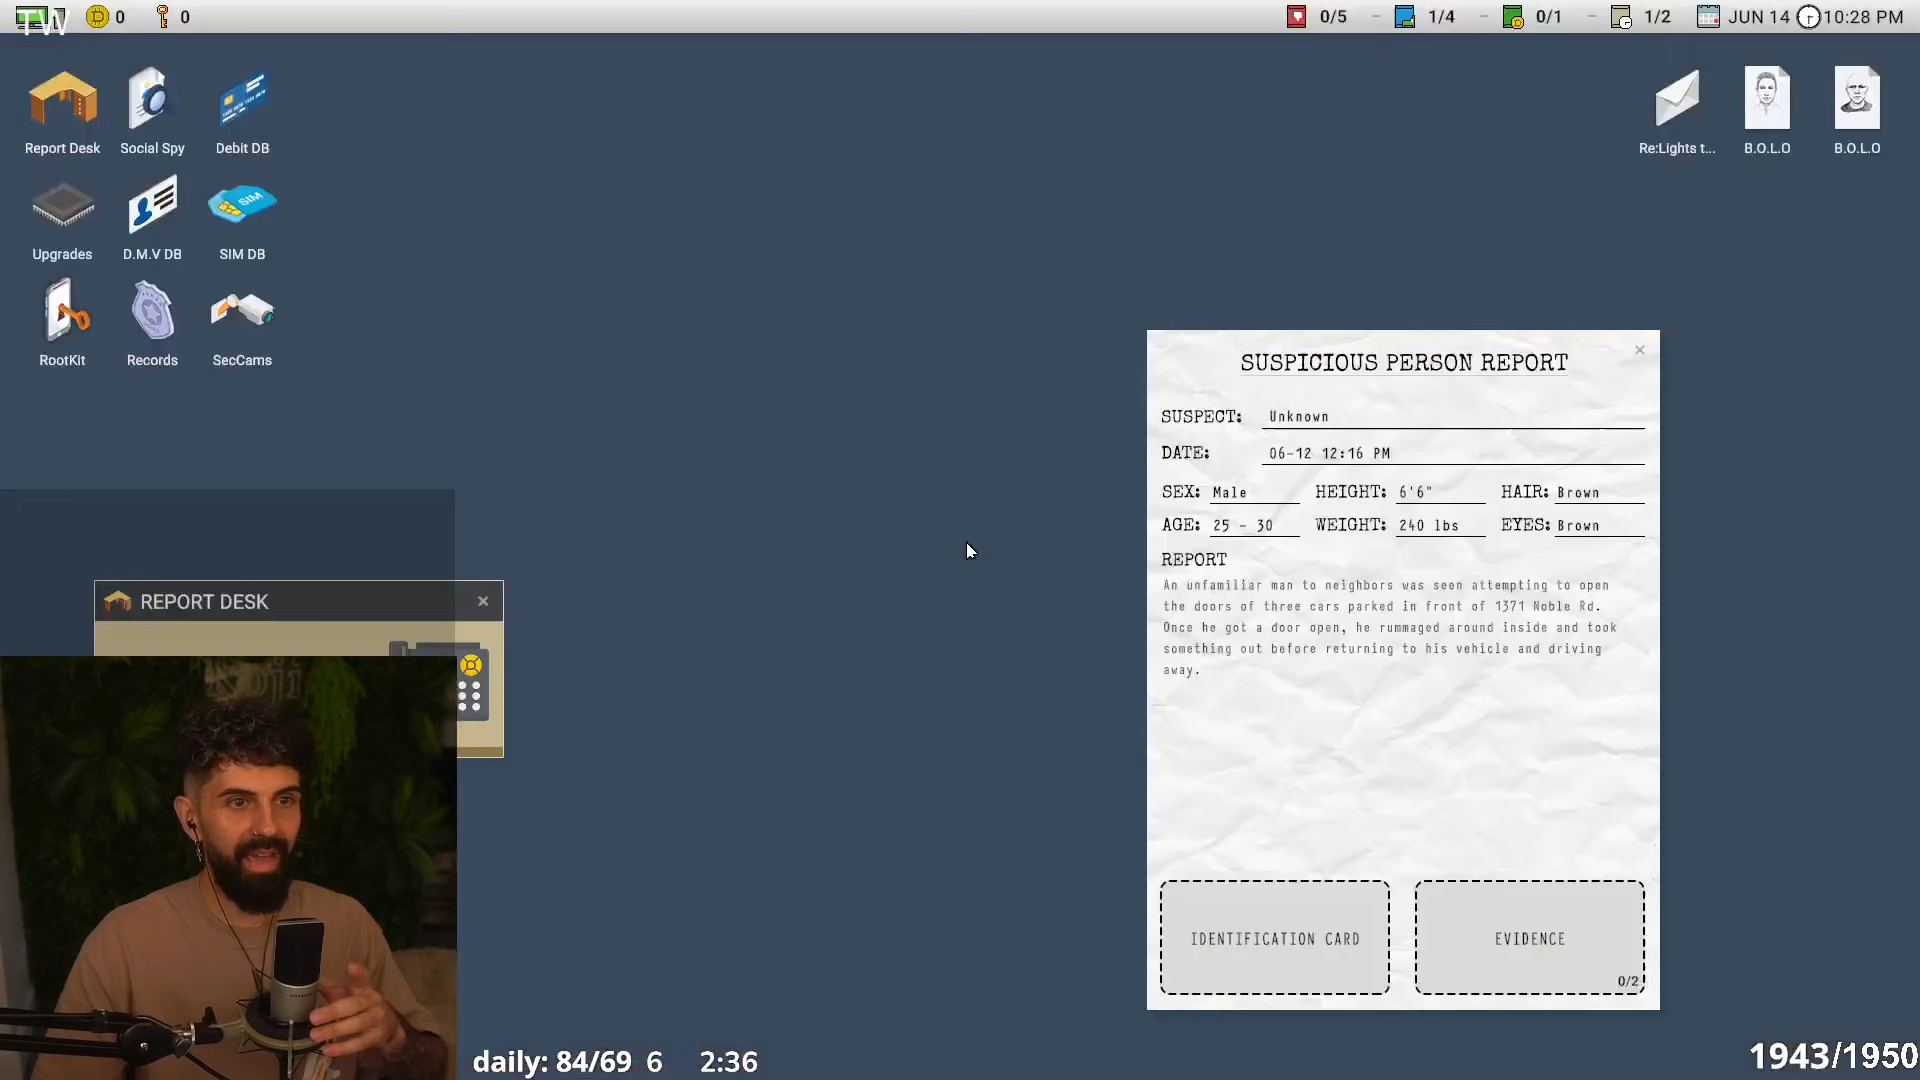 TW
0
0
0/5
1/4
0/1
1/2
JUN 14
10:28 PM
Report Desk
Social Spy
Debit DB
Re:Lights t...
B.O.L.O
B.O.L.O
Upgrades
D.M.V DB
SIM
SIM DB
RootKit
Records
SecCams
SUSPICIOUS PERSON REPORT
SUSPECT: Unknown
DATE: 06-12 12:16 PM
SEX: Male HEIGHT: 6'6" HAIR: Brown
AGE: 25 - 30 WEIGHT: 240 lbs EYES: Brown
REPORT
An unfamiliar man to neighbors was seen attempting to open
the doors of three cars parked in front of 1371 Noble Rd.
Once he got a door open, he rummaged around inside and took
something out before returning to his vehicle and driving
away.
IDENTIFICATION CARD
EVIDENCE
0/2
REPORT DESK
daily: 84/69 6 2:36
1943/1950